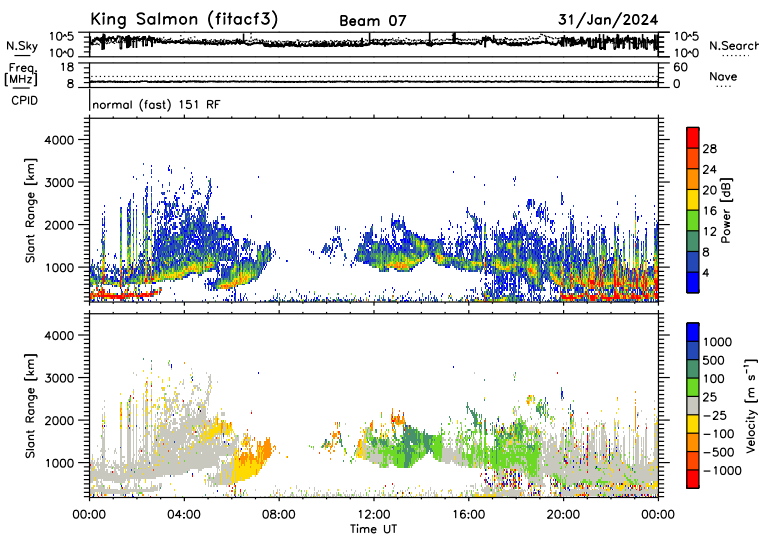 King Salmon (fitacf3) Beam 07 31/Jan/2024
N.Sky 10^5 10^0 10^5 10^0 N.Search
Freq. [MHz] 18 8 60 0 Nave
CPID normal (fast) 151 RF
4000
3000
2000
1000
Slant Range [km]
28
24
20
16
12
8
4
Power [dB]
4000
3000
2000
1000
Slant Range [km]
1000
500
100
25
-25
-100
-500
-1000
Velocity [m s⁻¹]
00:00 04:00 08:00 12:00 16:00 20:00 00:00
Time UT